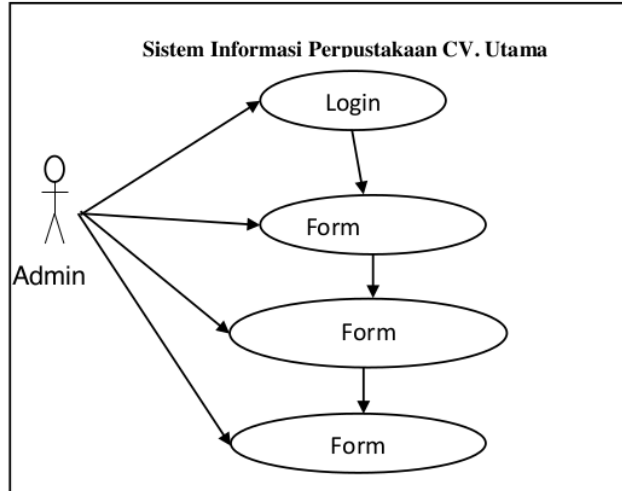 Sistem Informasi Perpustakaan CV. Utama
Login
Form
Admin
Form
Form